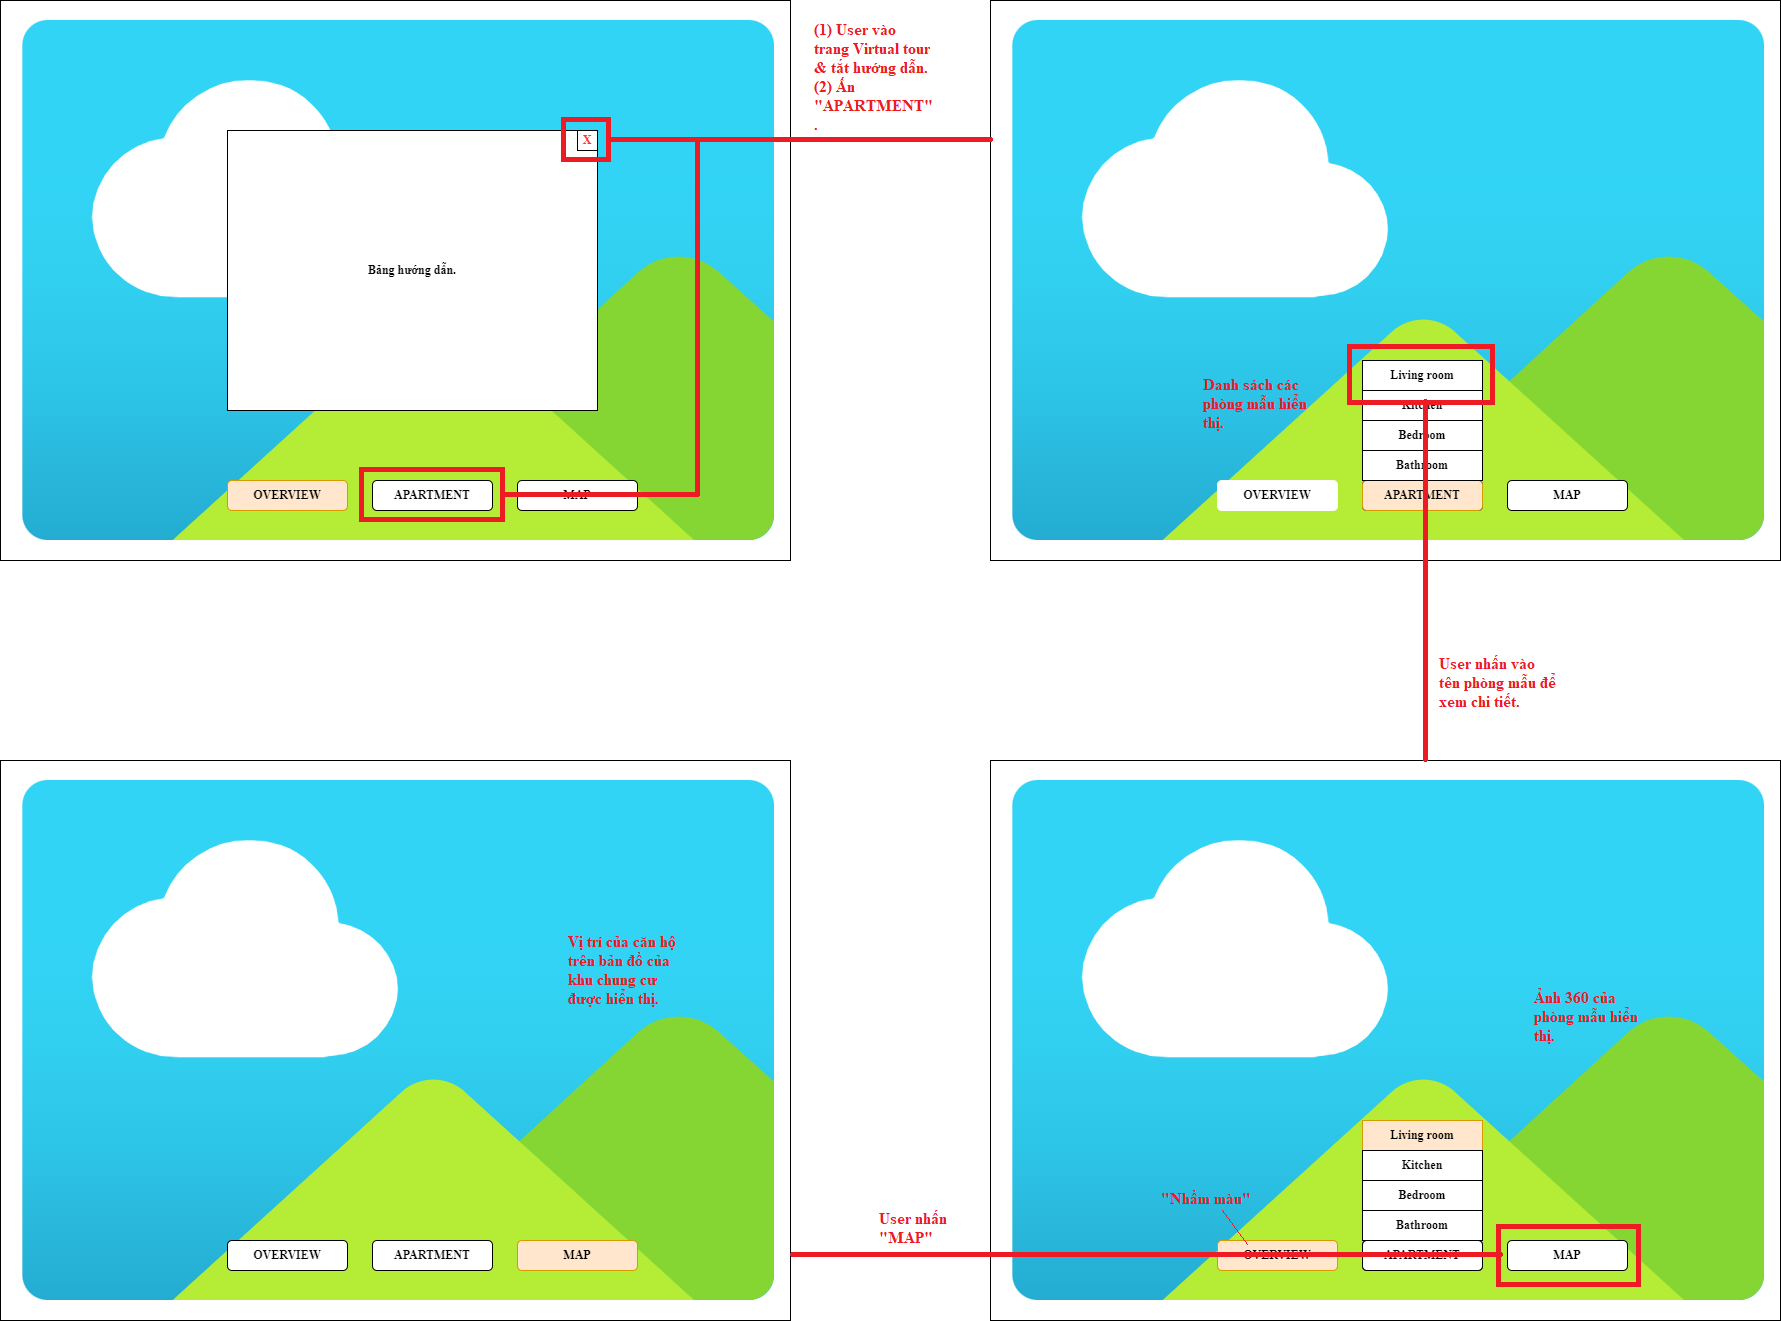 (1) User vào
trang Virtual tour
& tắt hướng dẫn.
(2) Ấn
"APARTMENT"
.
X
Bảng hướng dẫn.
OVERVIEW
APARTMENT
MAP
Danh sách các
phòng mẫu hiển
thị.
Living room
Kitchen
Bedroom
Bathroom
OVERVIEW
APARTMENT
MAP
User nhấn vào
tên phòng mẫu để
xem chi tiết.
Vị trí của căn hộ
trên bản đồ của
khu chung cư
được hiển thị.
OVERVIEW
APARTMENT
MAP
User nhấn
"MAP"
Ảnh 360 của
phòng mẫu hiển
thị.
Living room
Kitchen
Bedroom
Bathroom
"Nhầm màu"
OVERVIEW
APARTMENT
MAP